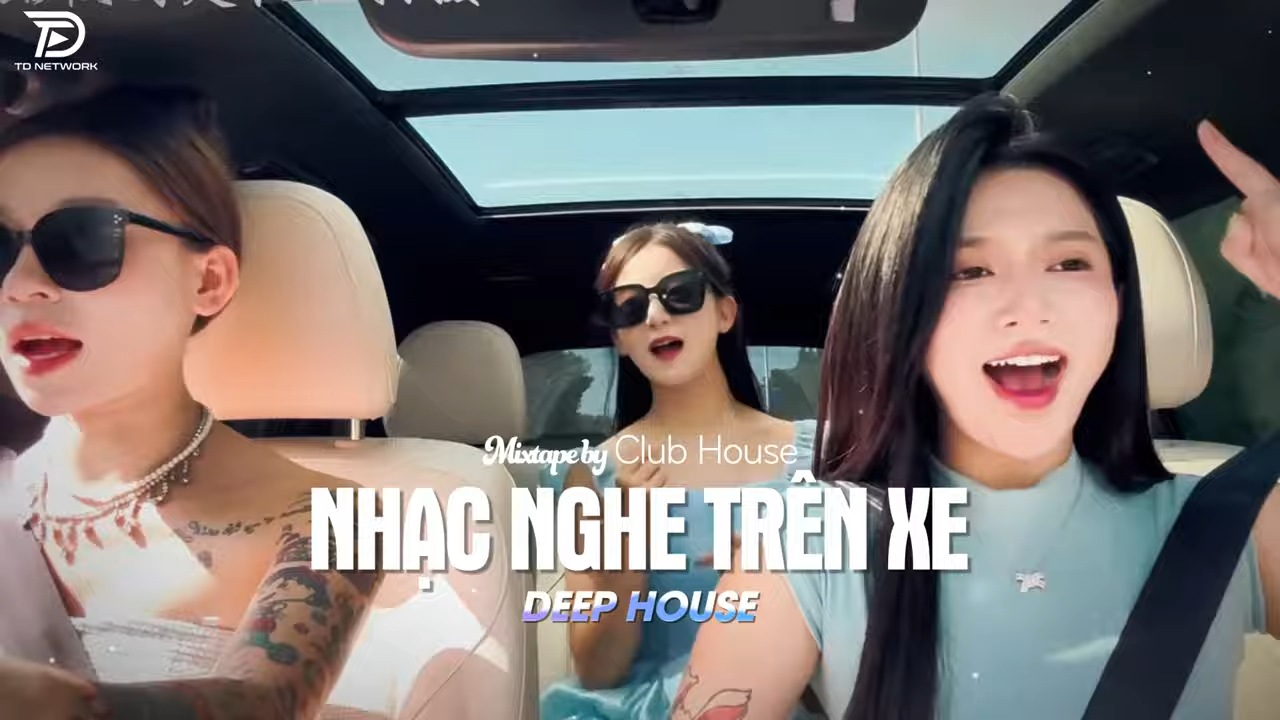 TD NETWORK
Mixtape by Club House
NHẠC NGHE TRÊN XE
DEEP HOUSE